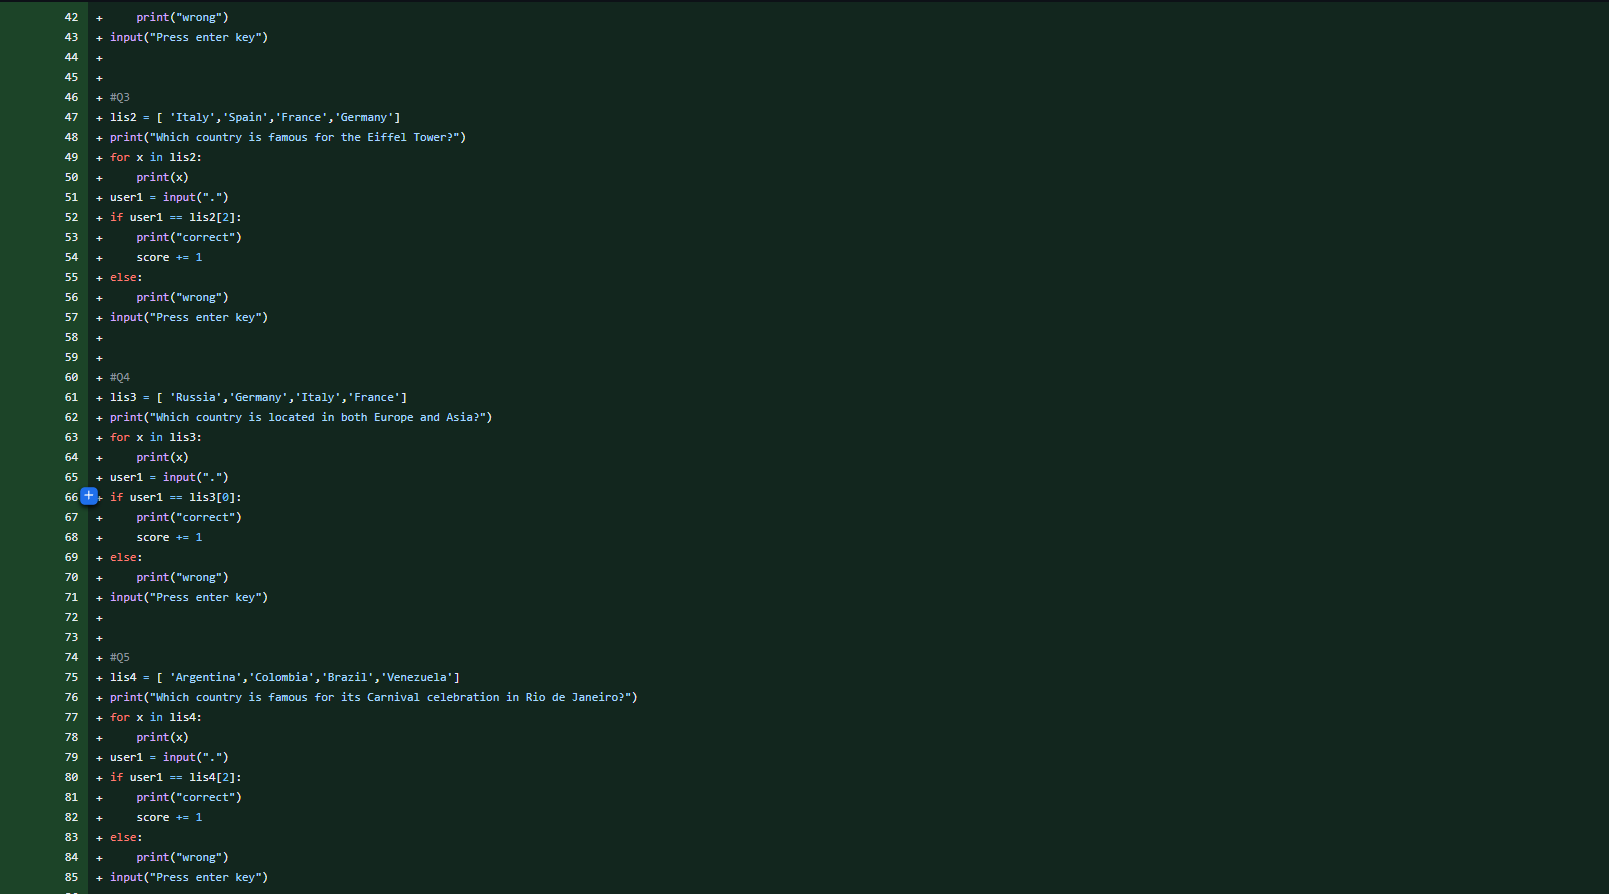 42 +     print("wrong")
43 + input("Press enter key")
44 +
45 +
46 + #Q3
47 + lis2 = [ 'Italy','Spain','France','Germany']
48 + print("Which country is famous for the Eiffel Tower?")
49 + for x in lis2:
50 +     print(x)
51 + user1 = input(".")
52 + if user1 == lis2[2]:
53 +     print("correct")
54 +     score += 1
55 + else:
56 +     print("wrong")
57 + input("Press enter key")
58 +
59 +
60 + #Q4
61 + lis3 = [ 'Russia','Germany','Italy','France']
62 + print("Which country is located in both Europe and Asia?")
63 + for x in lis3:
64 +     print(x)
65 + user1 = input(".")
66 + if user1 == lis3[0]:
67 +     print("correct")
68 +     score += 1
69 + else:
70 +     print("wrong")
71 + input("Press enter key")
72 +
73 +
74 + #Q5
75 + lis4 = [ 'Argentina','Colombia','Brazil','Venezuela']
76 + print("Which country is famous for its Carnival celebration in Rio de Janeiro?")
77 + for x in lis4:
78 +     print(x)
79 + user1 = input(".")
80 + if user1 == lis4[2]:
81 +     print("correct")
82 +     score += 1
83 + else:
84 +     print("wrong")
85 + input("Press enter key")